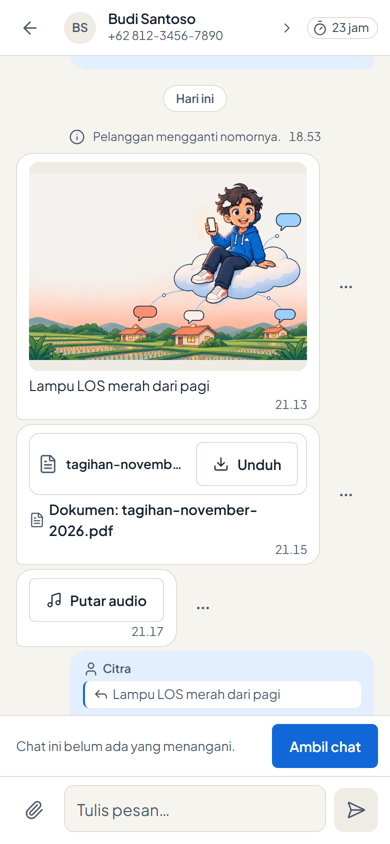 BS
Budi Santoso
+62 812-3456-7890
23 jam
Hari ini
Pelanggan mengganti nomornya. 18.53
Lampu LOS merah dari pagi
21.13
tagihan-novemb…
Unduh
Dokumen: tagihan-november-
2026.pdf
21.15
Putar audio
21.17
Citra
Lampu LOS merah dari pagi
Chat ini belum ada yang menangani.
Ambil chat
Tulis pesan…